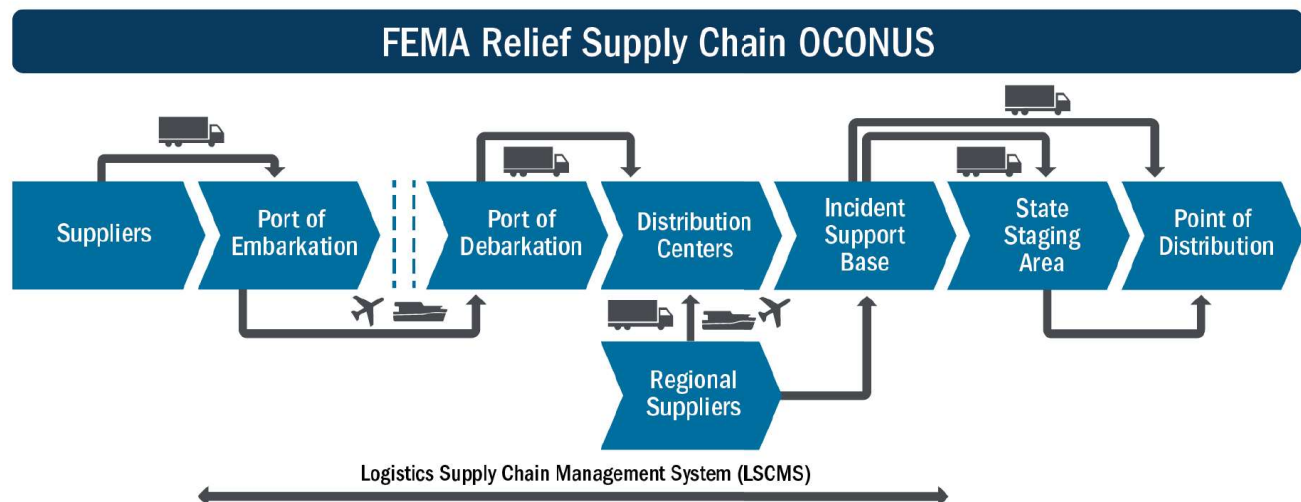 FEMA Relief Supply Chain OCONUS
Suppliers
Port of
Embarkation
Port of
Debarkation
Distribution
Centers
Incident
Support
Base
State
Staging
Area
Point of
Distribution
Regional
Suppliers
Logistics Supply Chain Management System (LSCMS)